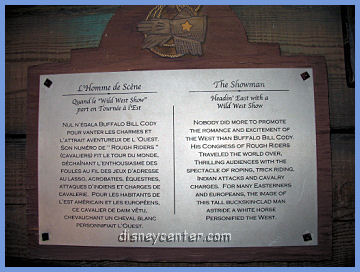 L'Homme de Scène
Quand le "Wild West Show"
part en Tournée à l'Est
Nul n'égala Buffalo Bill Cody
pour vanter les charmes et
l'attrait aventureux de l'Ouest.
Son numéro de "Rough Riders"
(cavaliers) fit le tour du monde,
déchaînant l'enthousiasme des
foules au fil des jeux d'adresse
au lasso, acrobaties, équestres,
attaques d'indiens et charges de
cavalerie. Pour les habitants de
l'est américain et les européens,
ce cavalier de daim vêtu,
chevauchant un cheval blanc
personnifiait l'Ouest.
The Showman
Headin' East with a
Wild West Show
Nobody did more to promote
the romance and excitement of
the West than Buffalo Bill Cody.
His Congress of Rough Riders
traveled the world over,
thrilling audiences with the
spectacle of roping, trick riding,
Indian attacks and cavalry
charges. For many Easterners
and Europeans, the image of
this tall buckskin-clad man
astride a white horse
personified the West.
disneycenter.com